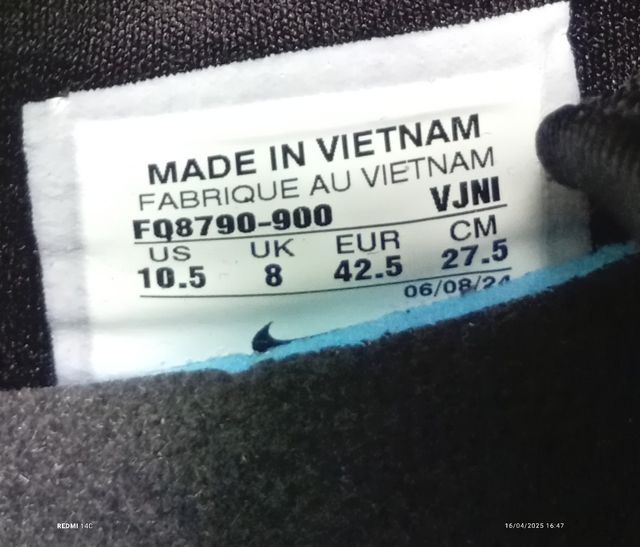 MADE IN VIETNAM
FABRIQUE AU VIETNAM
FQ8790-900 VJNI
US UK EUR CM
10.5 8 42.5 27.5
06/08/24
REDMI 14C 16/04/2025 16:47